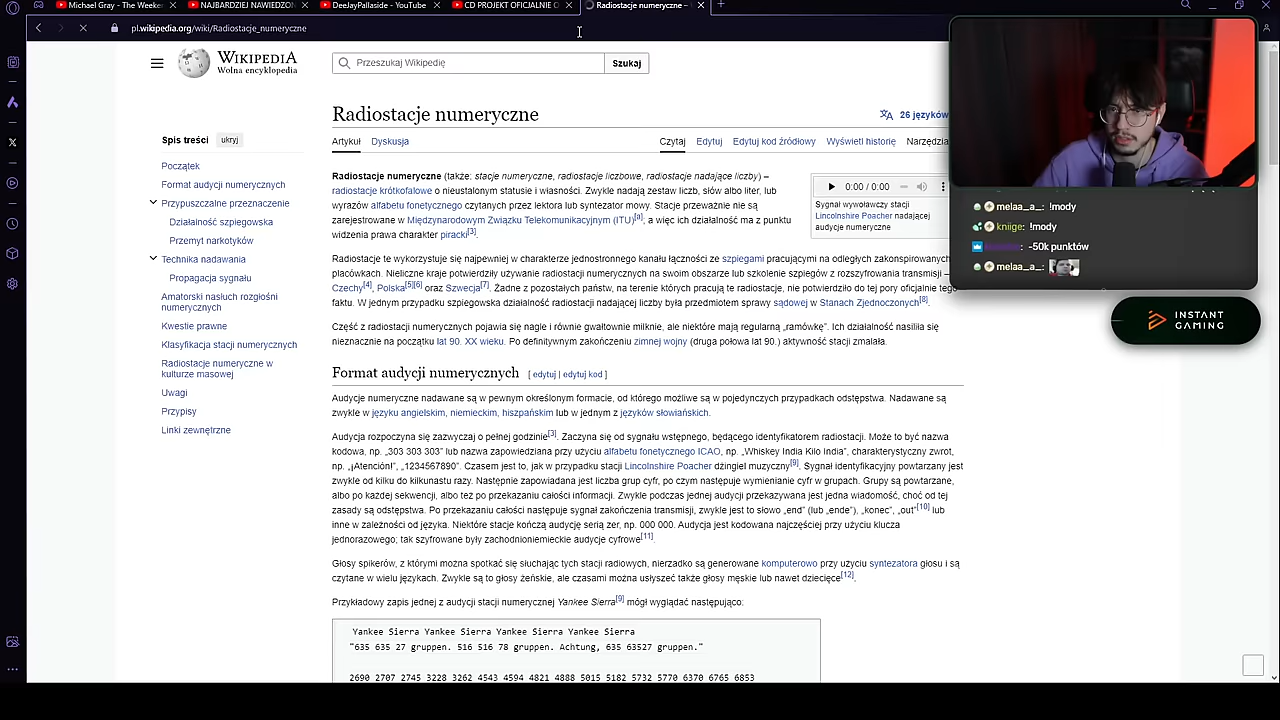 Michael Gray - The Weeke
NAJBARDZIEJ NAWIEDZON
DeeJayPallaside - YouTube
CD PROJEKT OFICJALNIE O
Radiostacje numeryczne –
pl.wikipedia.org/wiki/Radiostacje_numeryczne
WIKIPEDIA
Wolna encyklopedia
Przeszukaj Wikipedię
Szukaj
Radiostacje numeryczne
26 języków
Spis treści
ukryj
Początek
Format audycji numerycznych
Przypuszczalne przeznaczenie
Działalność szpiegowska
Przemyt narkotyków
Technika nadawania
Propagacja sygnału
Amatorski nasłuch rozgłośni
numerycznych
Kwestie prawne
Klasyfikacja stacji numerycznych
Radiostacje numeryczne w
kulturze masowej
Uwagi
Przypisy
Linki zewnętrzne
Artykuł Dyskusja
Czytaj Edytuj Edytuj kod źródłowy Wyświetl historię Narzędzia
Radiostacje numeryczne (także: stacje numeryczne, radiostacje liczbowe, radiostacje nadające liczby) –
radiostacje krótkofalowe o nieustalonym statusie i własności. Zwykle nadają zestaw liczb, słów albo liter, lub
wyrazów alfabetu fonetycznego czytanych przez lektora lub syntezator mowy. Stacje przeważnie nie są
zarejestrowane w Międzynarodowym Związku Telekomunikacyjnym (ITU)[a], a więc ich działalność ma z punktu
widzenia prawa charakter piracki[3].
0:00 / 0:00
Sygnał wywoławczy stacji
Lincolnshire Poacher nadającej
audycje numeryczne
Radiostacje te wykorzystuje się najpewniej w charakterze jednostronnego kanału łączności ze szpiegami pracującymi na odległych zakonspirowanych
placówkach. Nieliczne kraje potwierdziły używanie radiostacji numerycznych na swoim obszarze lub szkolenie szpiegów z rozszyfrowania transmisji –
Czechy[4], Polska[5][6] oraz Szwecja[7]. Żadne z pozostałych państw, na terenie których pracują te radiostacje, nie potwierdziło do tej pory oficjalnie tego
faktu. W jednym przypadku szpiegowska działalność radiostacji nadającej liczby była przedmiotem sprawy sądowej w Stanach Zjednoczonych[8].
Część z radiostacji numerycznych pojawia się nagle i równie gwałtownie milknie, ale niektóre mają regularną „ramówkę”. Ich działalność nasiliła się
nieznacznie na początku lat 90. XX wieku. Po definitywnym zakończeniu zimnej wojny (druga połowa lat 90.) aktywność stacji zmalała.
Format audycji numerycznych [ edytuj | edytuj kod ]
Audycje numeryczne nadawane są w pewnym określonym formacie, od którego możliwe są w pojedynczych przypadkach odstępstwa. Nadawane są
zwykle w języku angielskim, niemieckim, hiszpańskim lub w jednym z języków słowiańskich.
Audycja rozpoczyna się zazwyczaj o pełnej godzinie[3]. Zaczyna się od sygnału wstępnego, będącego identyfikatorem radiostacji. Może to być nazwa
kodowa, np. „303 303 303” lub nazwa zapowiedziana przy użyciu alfabetu fonetycznego ICAO, np. „Whiskey India Kilo India”, charakterystyczny zwrot,
np. „¡Atención!”, „1234567890”. Czasem jest to, jak w przypadku stacji Lincolnshire Poacher dżingiel muzyczny[9]. Sygnał identyfikacyjny powtarzany jest
zwykle od kilku do kilkunastu razy. Następnie zapowiadana jest liczba grup cyfr, po czym następuje wymienianie cyfr w grupach. Grupy są powtarzane,
albo po każdej sekwencji, albo też po przekazaniu całości informacji. Zwykle podczas jednej audycji przekazywana jest jedna wiadomość, choć od tej
zasady są odstępstwa. Po przekazaniu całości następuje sygnał zakończenia transmisji, zwykle jest to słowo „end” (lub „ende”), „konec”, „out”[10] lub
inne w zależności od języka. Niektóre stacje kończą audycję serią zer, np. 000 000. Audycja jest kodowana najczęściej przy użyciu klucza
jednorazowego; tak szyfrowane były zachodnioniemieckie audycje cyfrowe[11].
Głosy spikerów, z którymi można spotkać się słuchając tych stacji radiowych, nierzadko są generowane komputerowo przy użyciu syntezatora głosu i są
czytane w wielu językach. Zwykle są to głosy żeńskie, ale czasami można usłyszeć także głosy męskie lub nawet dziecięce[12].
Przykładowy zapis jednej z audycji stacji numerycznej Yankee Sierra[9] mógł wyglądać następująco:
Yankee Sierra Yankee Sierra Yankee Sierra Yankee Sierra
"635 635 27 gruppen. 516 516 78 gruppen. Achtung, 635 63527 gruppen."
2690 2707 2745 3228 3262 4543 4594 4821 4888 5015 5182 5732 5770 6370 6765 6853
melaa_a_: !mody
kniige: !mody
-50k punktów
melaa_a_:
INSTANT
GAMING